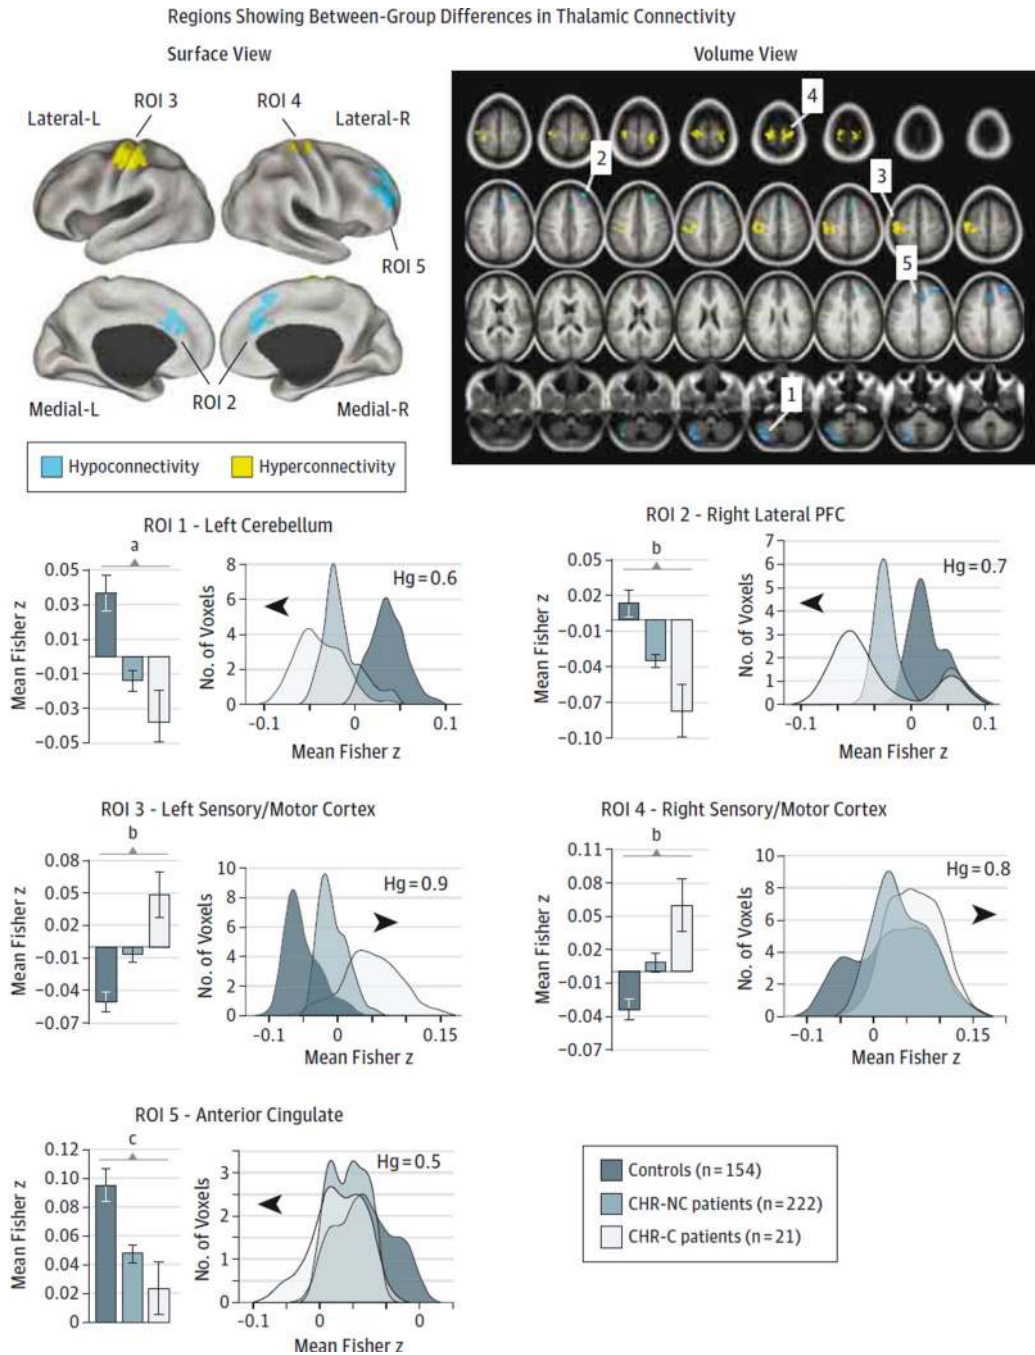 Regions Showing Between-Group Differences in Thalamic Connectivity
Surface View
Volume View
ROI 3
ROI 4
Lateral-L
Lateral-R
ROI 5
ROI 2
Medial-L
Medial-R
4
2
3
5
1
Hypoconnectivity
Hyperconnectivity
ROI 1 - Left Cerebellum
a
Mean Fisher z
0.05
0.03
0.01
−0.01
−0.03
−0.05
No. of Voxels
8
6
4
2
0
Hg=0.6
-0.1
0
0.1
Mean Fisher z
ROI 2 - Right Lateral PFC
b
Mean Fisher z
0.05
0.02
−0.01
−0.04
−0.07
−0.10
No. of Voxels
7
6
5
4
3
2
1
0
Hg=0.7
-0.1
0
0.1
Mean Fisher z
ROI 3 - Left Sensory/Motor Cortex
b
Mean Fisher z
0.08
0.05
0.02
−0.01
−0.04
−0.07
No. of Voxels
10
8
6
4
2
0
Hg=0.9
-0.1
0
0.15
Mean Fisher z
ROI 4 - Right Sensory/Motor Cortex
b
Mean Fisher z
0.11
0.08
0.05
0.02
−0.01
−0.04
−0.07
No. of Voxels
10
8
6
4
2
0
Hg=0.8
-0.1
0
0.15
Mean Fisher z
ROI 5 - Anterior Cingulate
c
Mean Fisher z
0.12
0.10
0.08
0.06
0.04
0.02
0
No. of Voxels
3
2
1
0
Hg=0.5
-0.1
0
0
Mean Fisher z
Controls (n=154)
CHR-NC patients (n=222)
CHR-C patients (n=21)